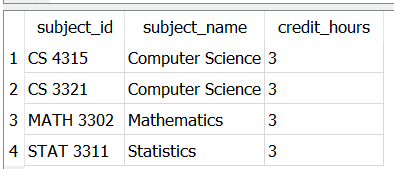 subject_id subject_name credit_hours
1 CS 4315 Computer Science 3
2 CS 3321 Computer Science 3
3 MATH 3302 Mathematics 3
4 STAT 3311 Statistics 3